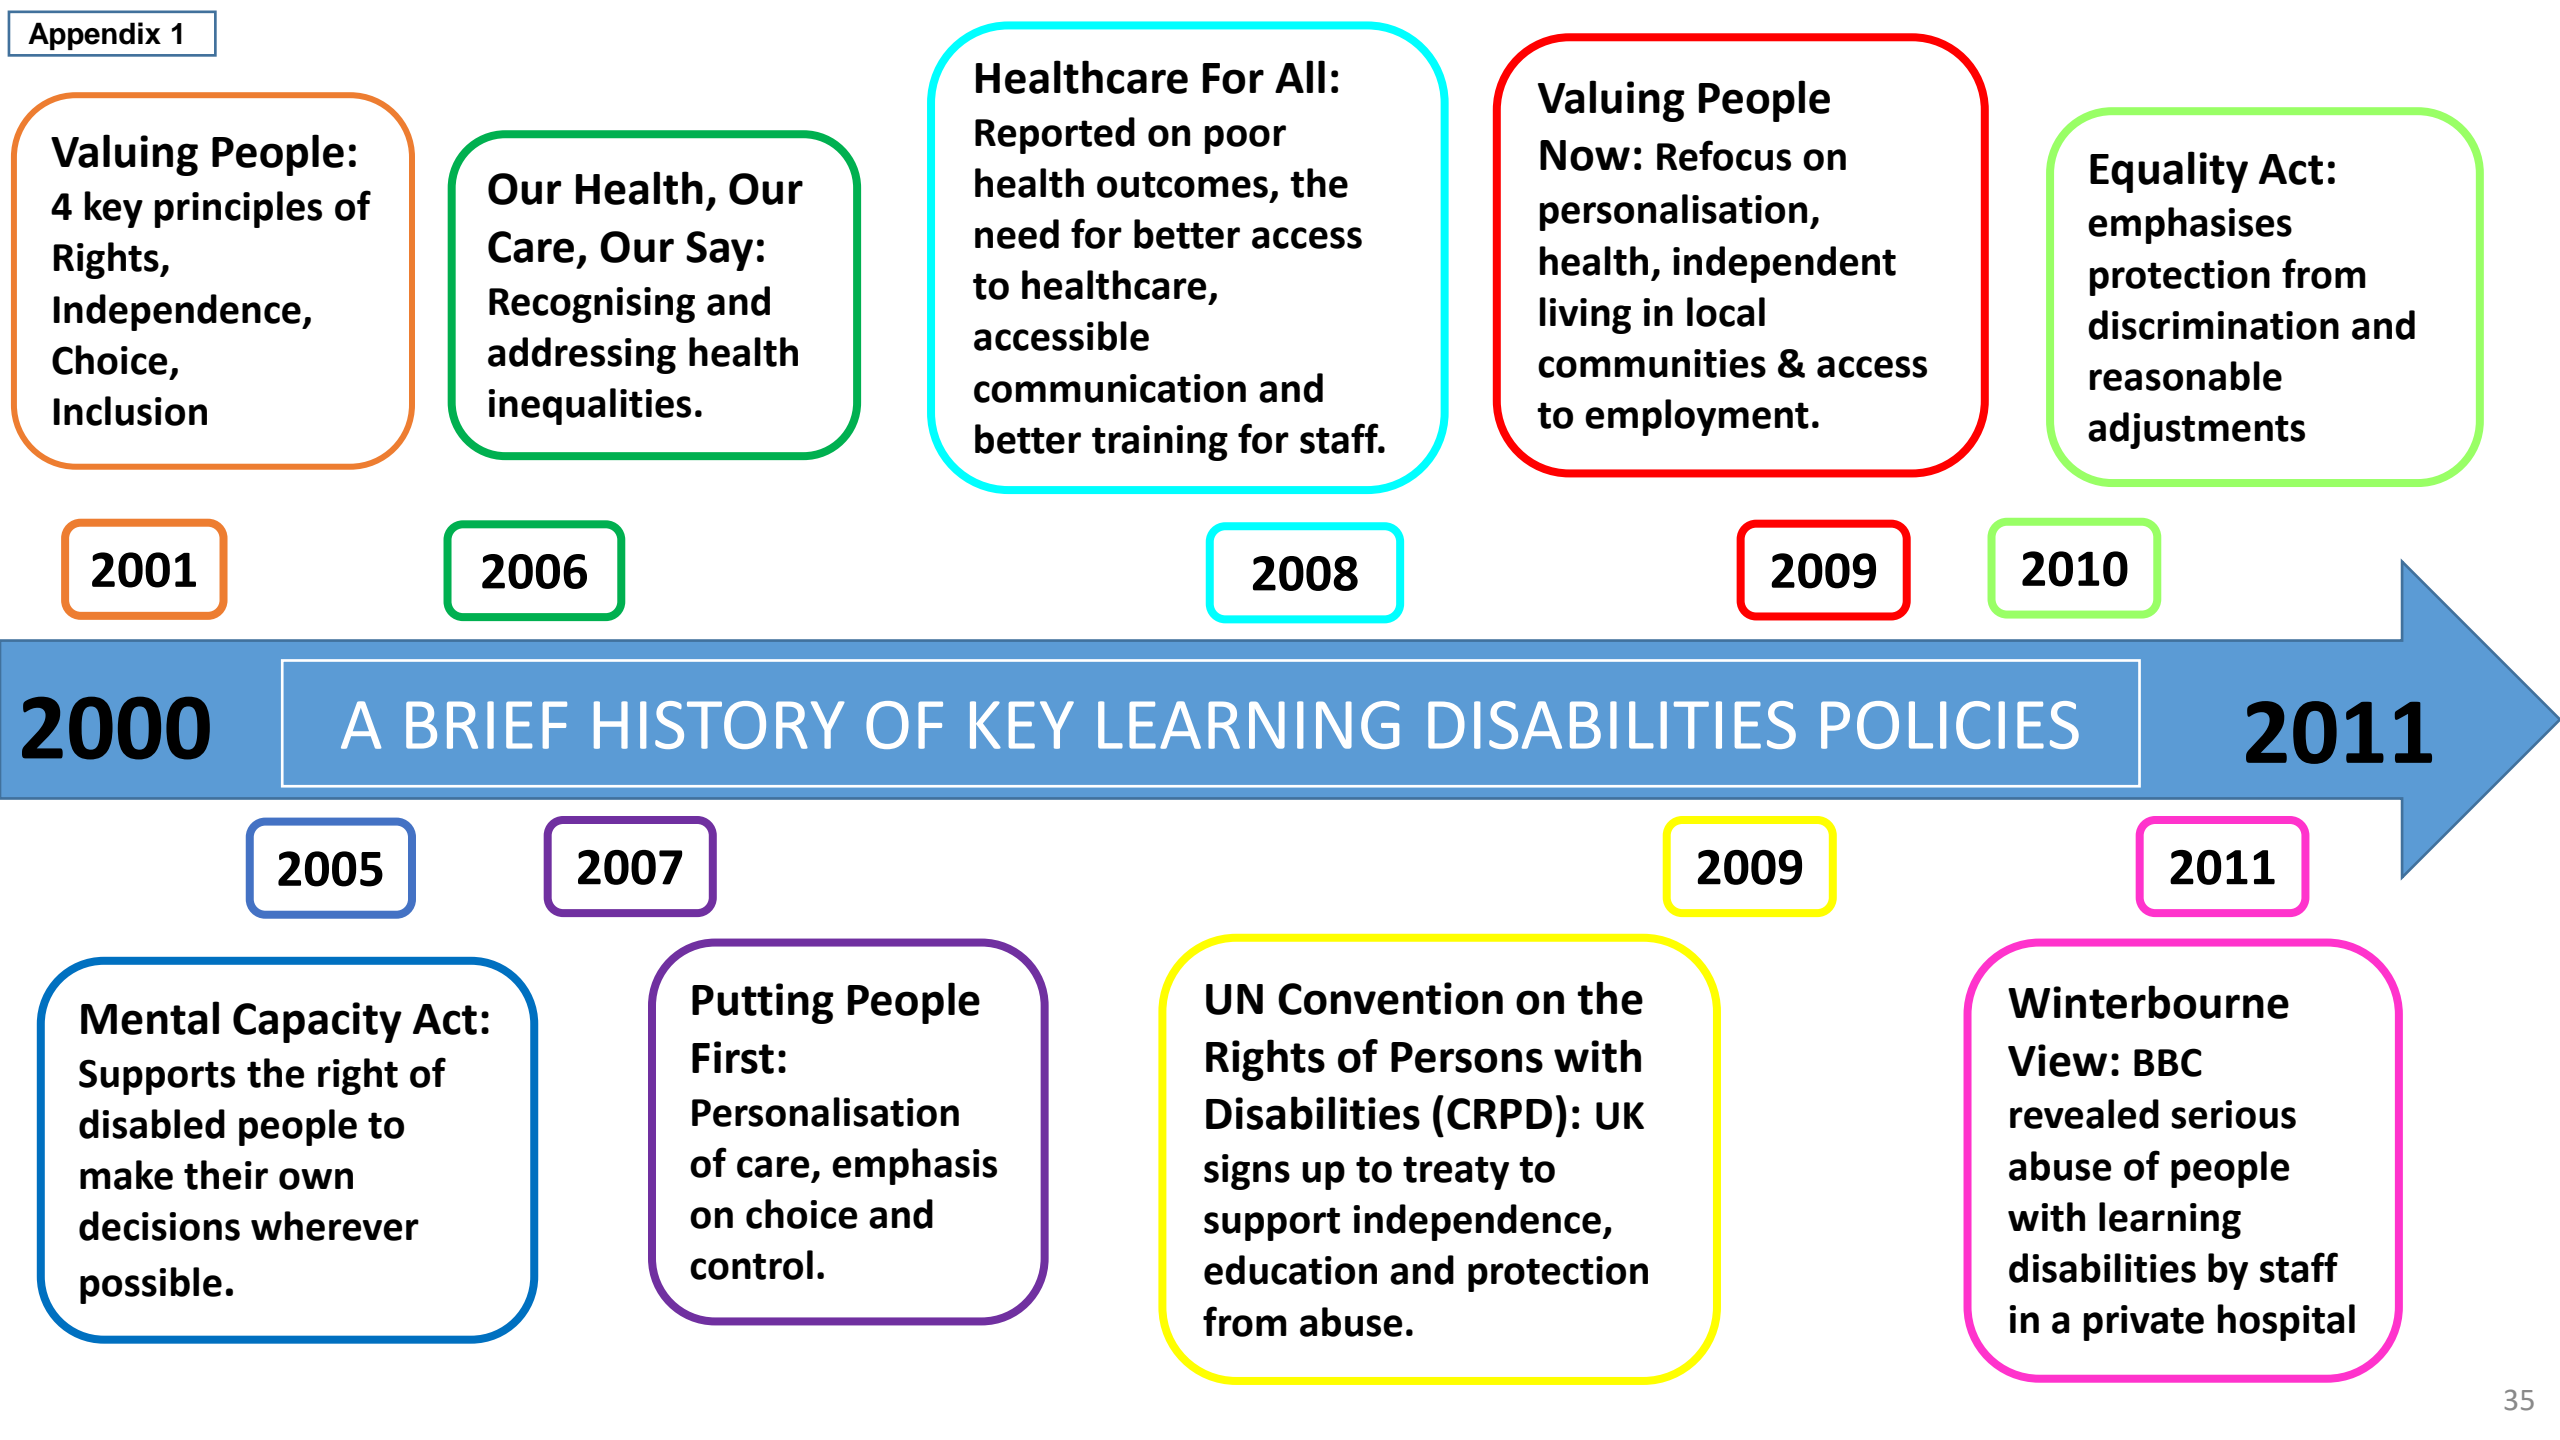 Appendix 1
Valuing People:
4 key principles of
Rights,
Independence,
Choice,
Inclusion
Our Health, Our
Care, Our Say:
Recognising and
addressing health
inequalities.
Healthcare For All:
Reported on poor
health outcomes, the
need for better access
to healthcare,
accessible
communication and
better training for staff.
Valuing People
Now: Refocus on
personalisation,
health, independent
living in local
communities & access
to employment.
Equality Act:
emphasises
protection from
discrimination and
reasonable
adjustments
2001
2006
2008
2009
2010
2000
A BRIEF HISTORY OF KEY LEARNING DISABILITIES POLICIES
2011
2005
2007
2009
2011
Mental Capacity Act:
Supports the right of
disabled people to
make their own
decisions wherever
possible.
Putting People
First:
Personalisation
of care, emphasis
on choice and
control.
UN Convention on the
Rights of Persons with
Disabilities (CRPD): UK
signs up to treaty to
support independence,
education and protection
from abuse.
Winterbourne
View: BBC
revealed serious
abuse of people
with learning
disabilities by staff
in a private hospital
35